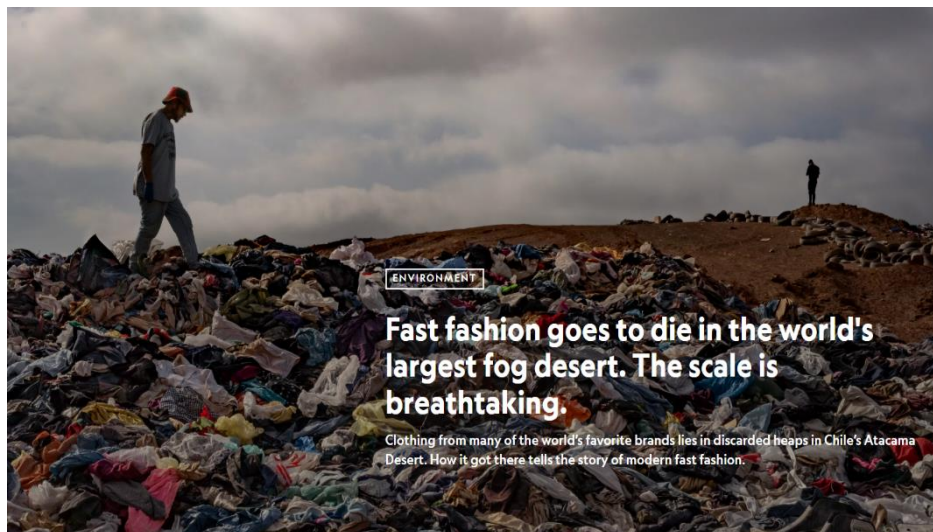 ENVIRONMENT
Fast fashion goes to die in the world's
largest fog desert. The scale is
breathtaking.
Clothing from many of the world's favorite brands lies in discarded heaps in Chile's Atacama
Desert. How it got there tells the story of modern fast fashion.